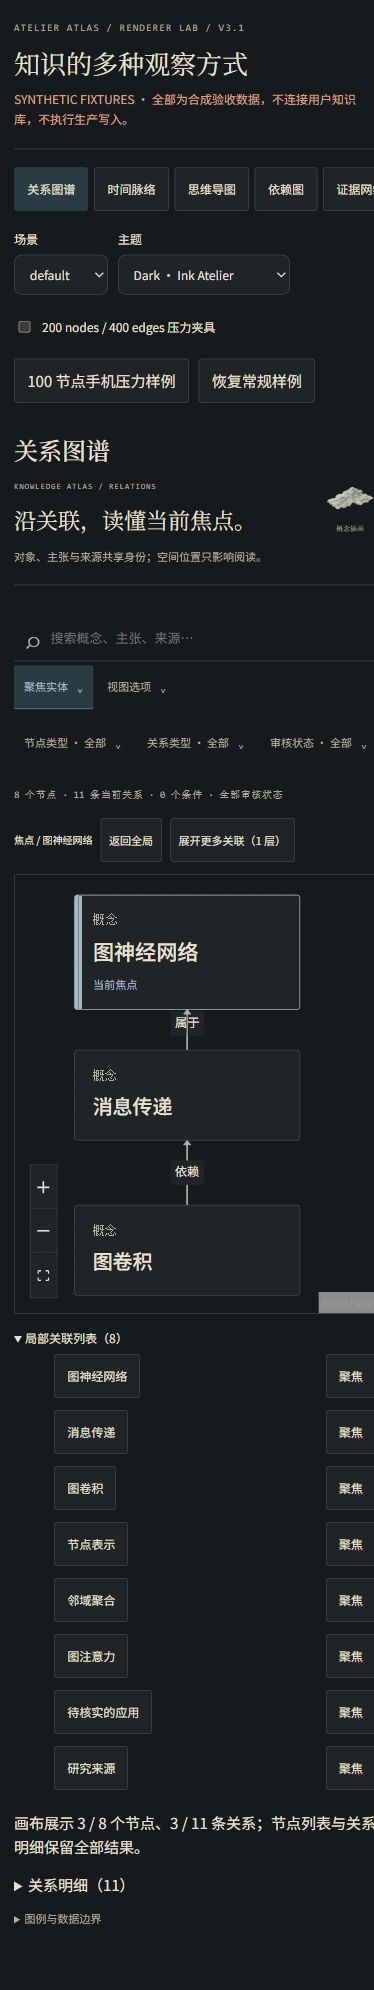 ATELIER ATLAS / RENDERER LAB / V3.1
知识的多种观察方式
SYNTHETIC FIXTURES · 全部为合成验收数据，不连接用户知识
库，不执行生产写入。
关系图谱 时间脉络 思维导图 依赖图 证据网
场景 主题
default Dark · Ink Atelier
200 nodes / 400 edges 压力夹具
100 节点手机压力样例 恢复常规样例
关系图谱
KNOWLEDGE ATLAS / RELATIONS
沿关联，读懂当前焦点。
概念插画
对象、主张与来源共享身份；空间位置只影响阅读。
搜索概念、主张、来源…
聚焦实体 视图选项
节点类型 · 全部 关系类型 · 全部 审核状态 · 全部
8 个节点 · 11 条当前关系 · 0 个条件 · 全部审核状态
焦点 / 图神经网络 返回全局 展开更多关联（1 层）
概念
图神经网络
当前焦点
属于
概念
消息传递
依赖
概念
图卷积
React Flow
▼ 局部关联列表（8）
图神经网络 聚焦
消息传递 聚焦
图卷积 聚焦
节点表示 聚焦
邻域聚合 聚焦
图注意力 聚焦
待核实的应用 聚焦
研究来源 聚焦
画布展示 3 / 8 个节点、3 / 11 条关系；节点列表与关系
明细保留全部结果。
▶ 关系明细（11）
▶ 图例与数据边界